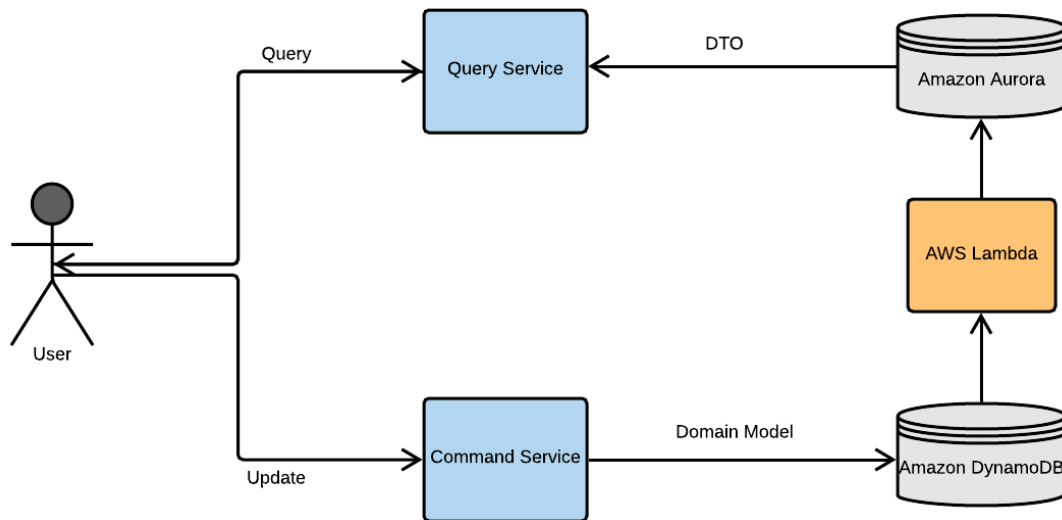 Query
Query Service
DTO
Amazon Aurora
AWS Lambda
User
Update
Command Service
Domain Model
Amazon DynamoDB